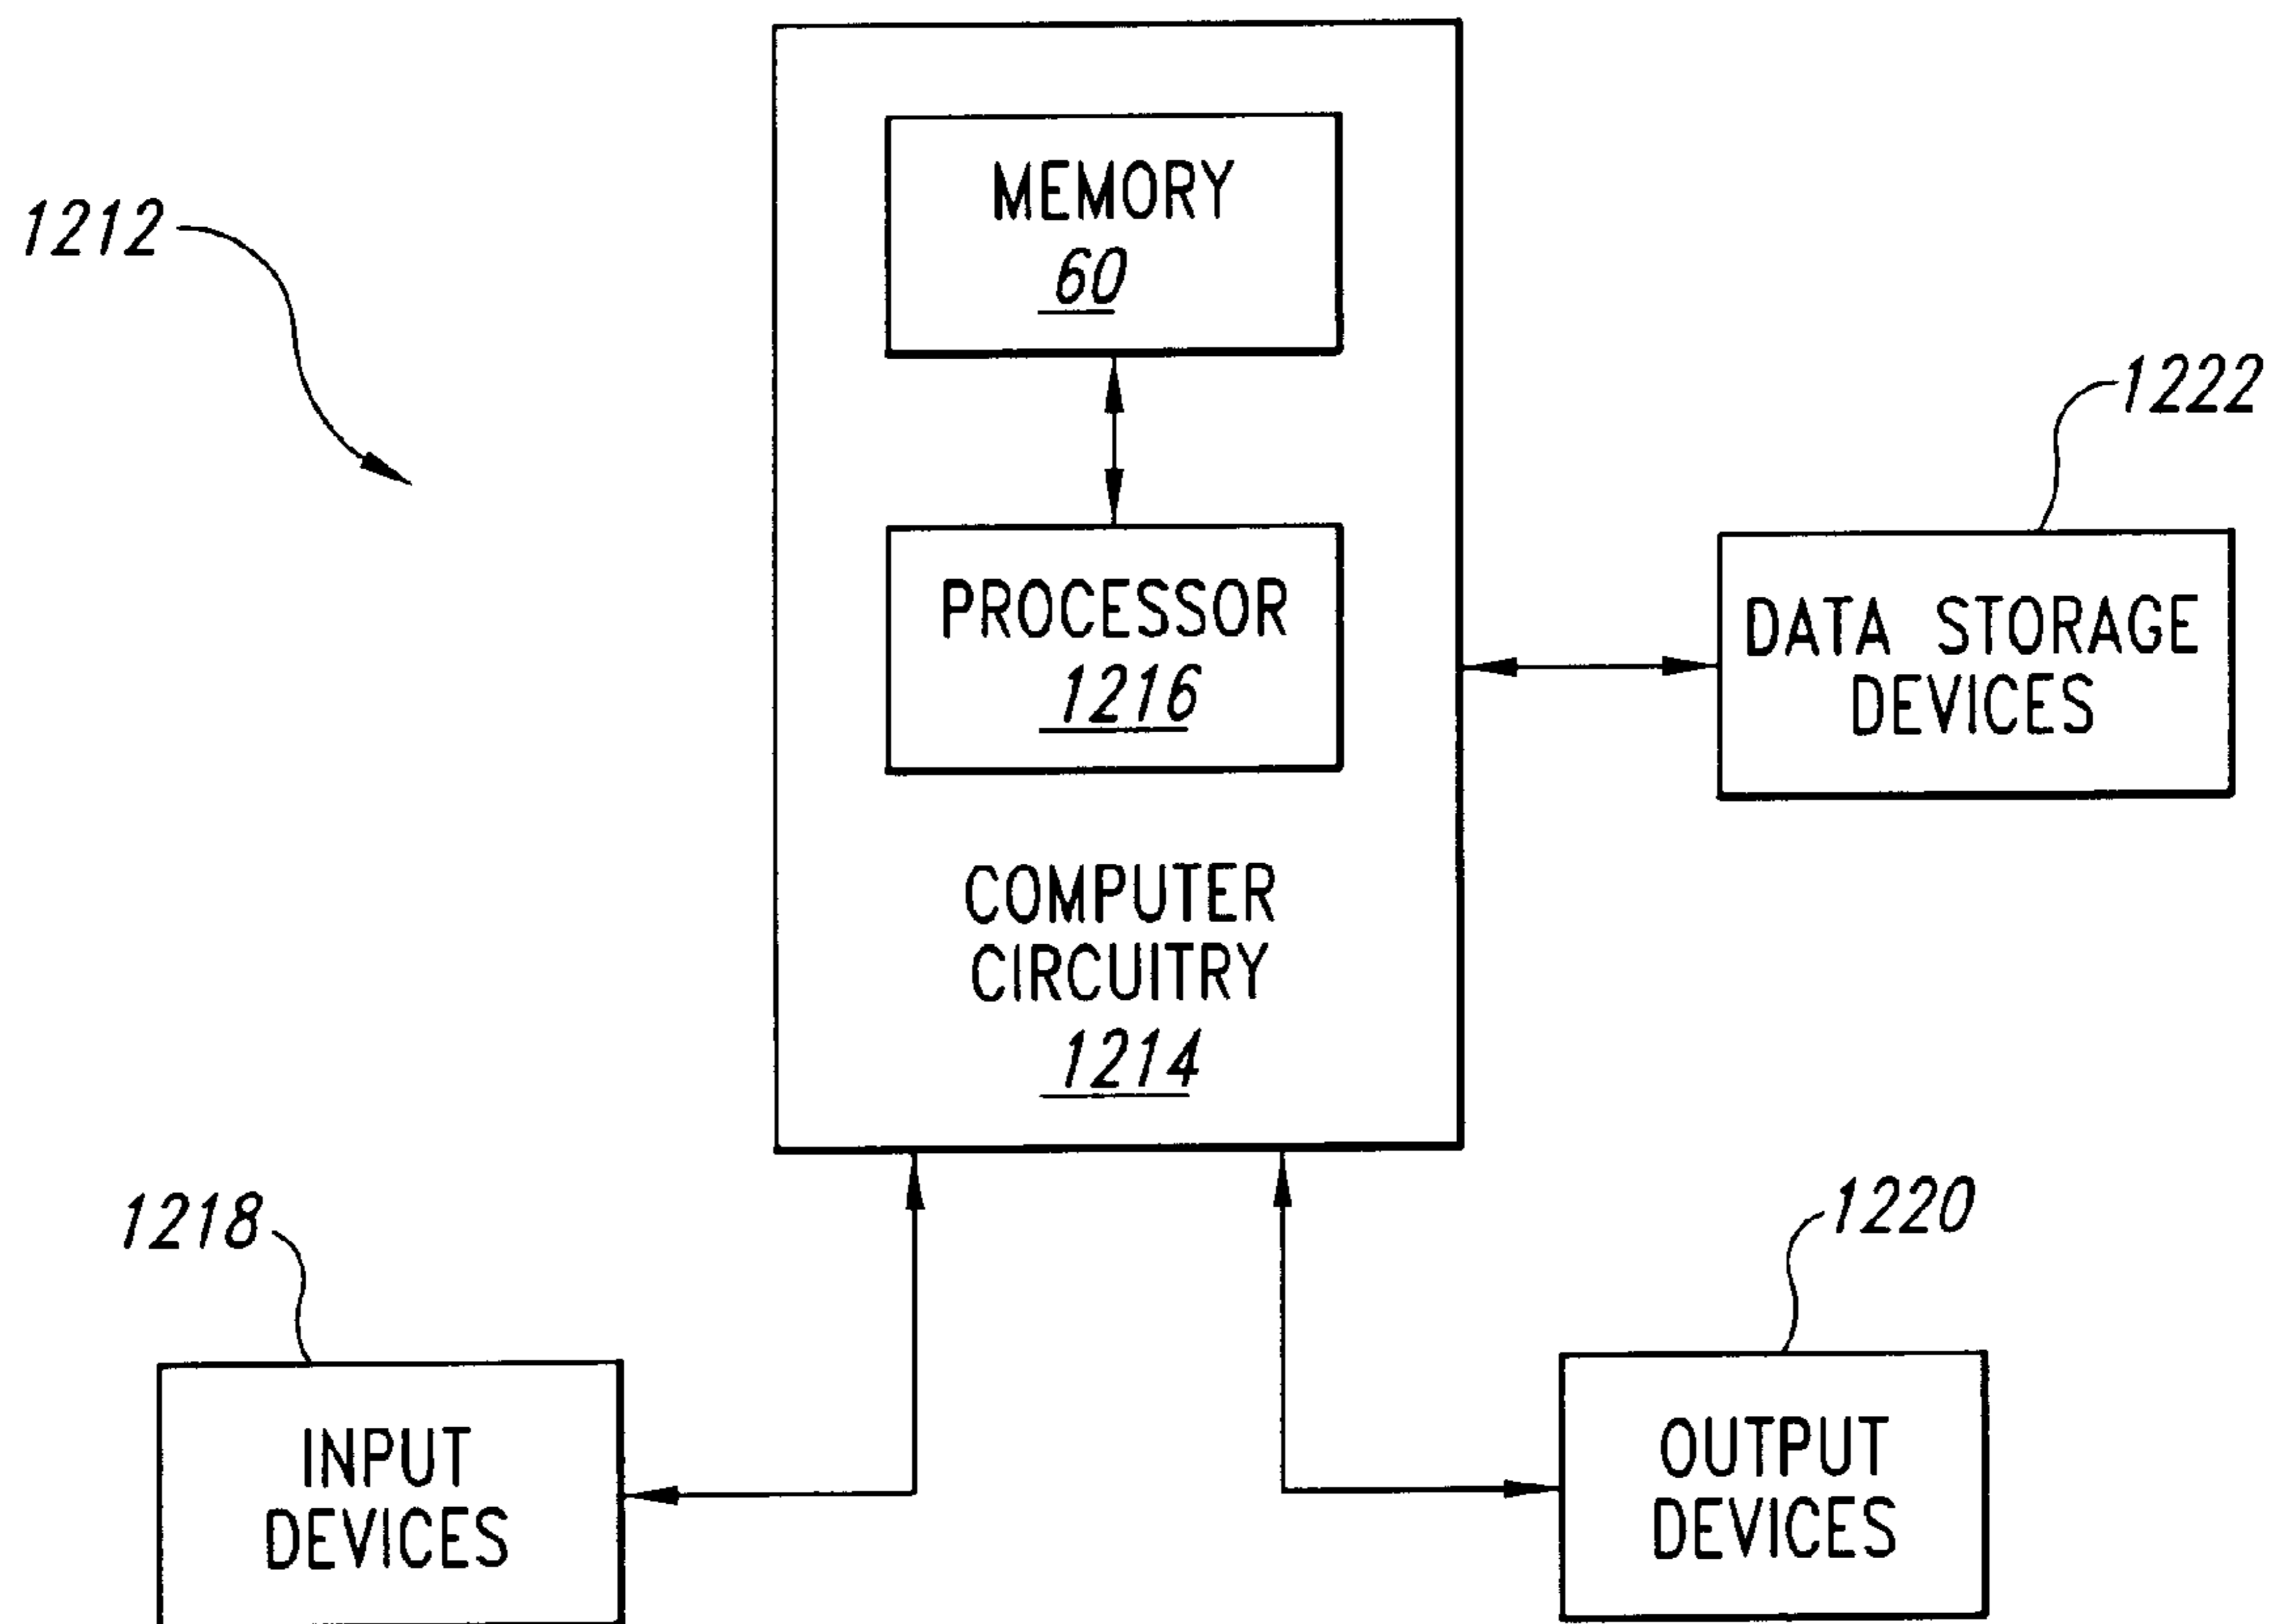 MEMORY
60
1212
1222
PROCESSOR
1216
DATA STORAGE
DEVICES
COMPUTER
CIRCUITRY
1214
1218
1220
INPUT
DEVICES
OUTPUT
DEVICES